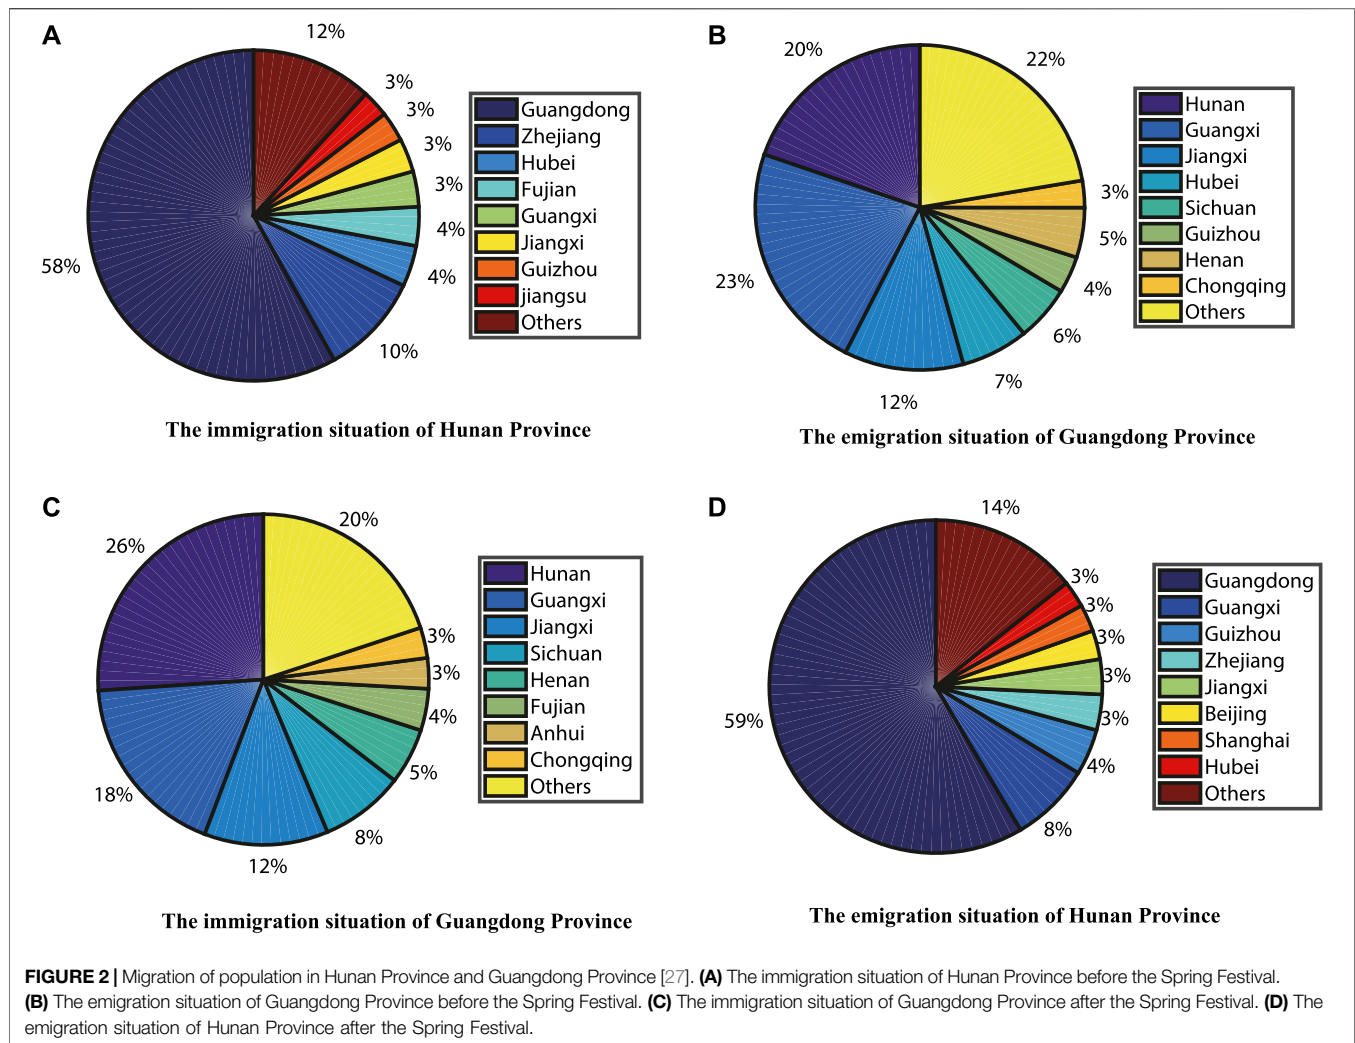 A
12%
3%
3%
3%
3%
4%
4%
10%
58%
Guangdong
Zhejiang
Hubei
Fujian
Guangxi
Jiangxi
Guizhou
jiangsu
Others
The immigration situation of Hunan Province
B
20%
22%
3%
5%
4%
6%
7%
12%
23%
Hunan
Guangxi
Jiangxi
Hubei
Sichuan
Guizhou
Henan
Chongqing
Others
The emigration situation of Guangdong Province
C
26%
20%
3%
3%
4%
5%
8%
12%
18%
Hunan
Guangxi
Jiangxi
Sichuan
Henan
Fujian
Anhui
Chongqing
Others
The immigration situation of Guangdong Province
D
14%
3%
3%
3%
3%
3%
4%
8%
59%
Guangdong
Guangxi
Guizhou
Zhejiang
Jiangxi
Beijing
Shanghai
Hubei
Others
The emigration situation of Hunan Province
FIGURE 2 | Migration of population in Hunan Province and Guangdong Province [27]. (A) The immigration situation of Hunan Province before the Spring Festival.
(B) The emigration situation of Guangdong Province before the Spring Festival. (C) The immigration situation of Guangdong Province after the Spring Festival. (D) The
emigration situation of Hunan Province after the Spring Festival.